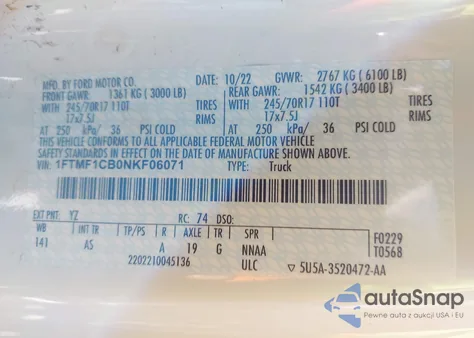 MFD. BY FORD MOTOR CO. DATE: 10/22 GVWR: 2767 KG ( 6100 LB)
FRONT GAWR: 1361 KG ( 3000 LB) REAR GAWR: 1542 KG ( 3400 LB)
WITH 245/70R17 110T TIRES WITH 245/70R17 110T TIRES
17x7.5J RIMS 17x7.5J RIMS
AT 250 kPa/ 36 PSI COLD AT 250 kPa/ 36 PSI COLD
THIS VEHICLE CONFORMS TO ALL APPLICABLE FEDERAL MOTOR VEHICLE
SAFETY STANDARDS IN EFFECT ON THE DATE OF MANUFACTURE SHOWN ABOVE.
VIN: 1FTMF1CB0NKF06071 TYPE: Truck
EXT PNT: YZ RC: 74 DSO:
WB INT TR TP/PS R AXLE TR SPR
141 AS A 19 G NNAA
2202210045136 ULC
F0229
T0568
▽ 5U5A-3520472-AA
autoSnap
Pewne auta z aukcji USA i EU